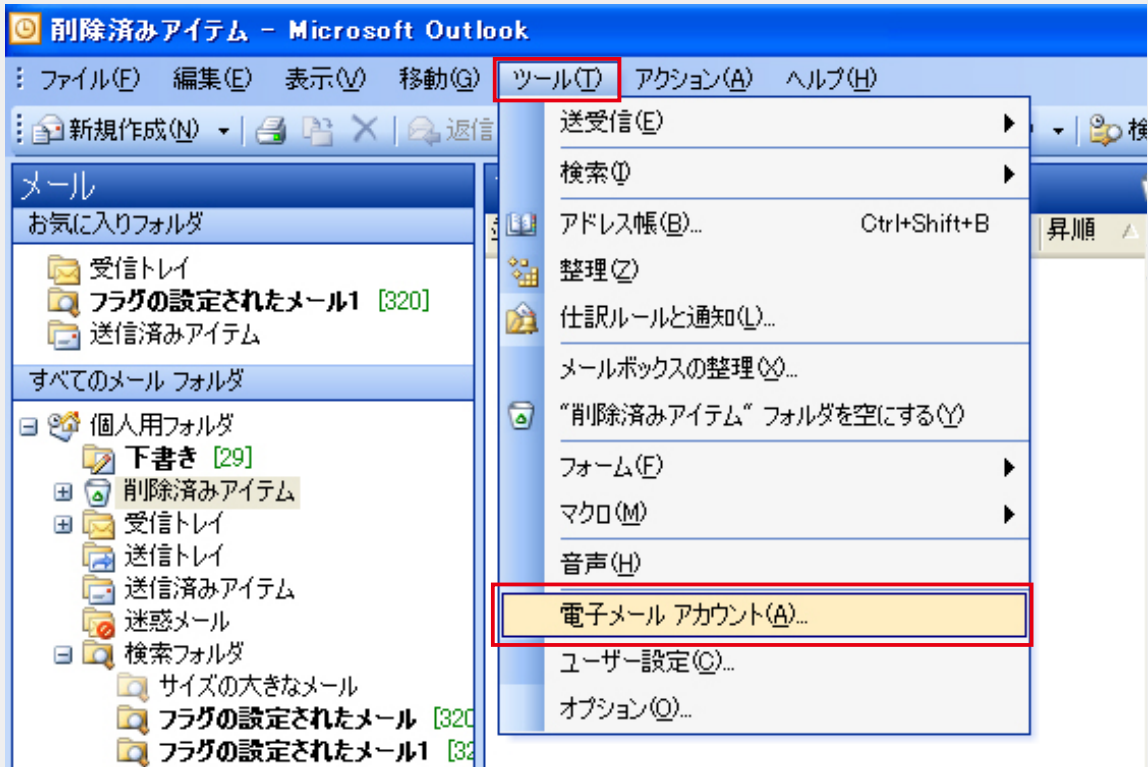 削除済みアイテム - Microsoft Outlook
ファイル(F) 編集(E) 表示(V) 移動(G) ツール(T) アクション(A) ヘルプ(H)
新規作成(N) 返信
メール
お気に入りフォルダ
受信トレイ
フラグの設定されたメール1 [320]
送信済みアイテム
すべてのメール フォルダ
個人用フォルダ
下書き [29]
削除済みアイテム
受信トレイ
送信トレイ
送信済みアイテム
迷惑メール
検索フォルダ
サイズの大きなメール
フラグの設定されたメール [320
フラグの設定されたメール1 [32
送受信(E)
検索(I)
アドレス帳(B)... Ctrl+Shift+B
整理(Z)
仕訳ルールと通知(L)...
メールボックスの整理(X)...
"削除済みアイテム" フォルダを空にする(Y)
フォーム(F)
マクロ(M)
音声(H)
電子メール アカウント(A)...
ユーザー設定(C)...
オプション(O)...
昇順